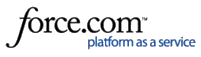 force.com™
platform as a service